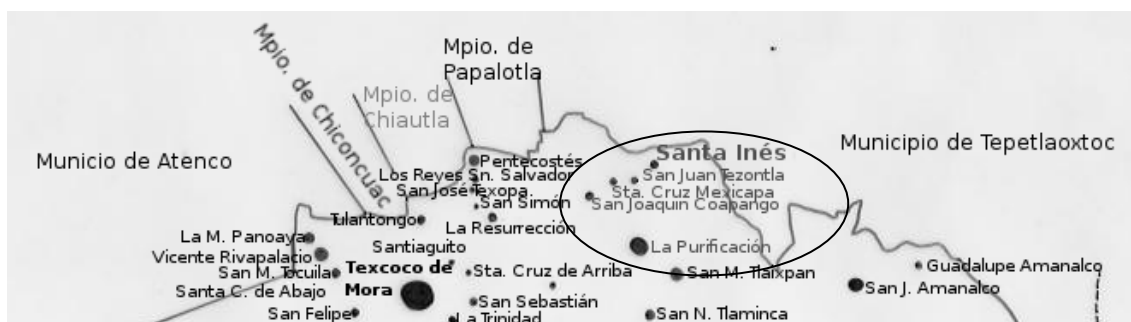 Mpio. de
Papalotla
Mpio. de Chiconcuac
Mpio. de
Chiautla
Municio de Atenco
Municipio de Tepetlaoxtoc
Santa Inés
Pentecostés
Los Reyes Sn. Salvador
San Juan Tezontla
San José Texopa.
Sta. Cruz Mexicapa
San Simón
San Joaquin Coapango
Tulantongo
La Resurrección
La M. Panoaya
Santiaguito
La Purificación
Vicente Rivapalacio
San M. Tocuila
Texcoco de
Mora
Sta. Cruz de Arriba
San M. Tlaixpan
Guadalupe Amanalco
Santa C. de Abajo
San J. Amanalco
San Sebastián
San Felipe
La Trinidad
San N. Tlaminca